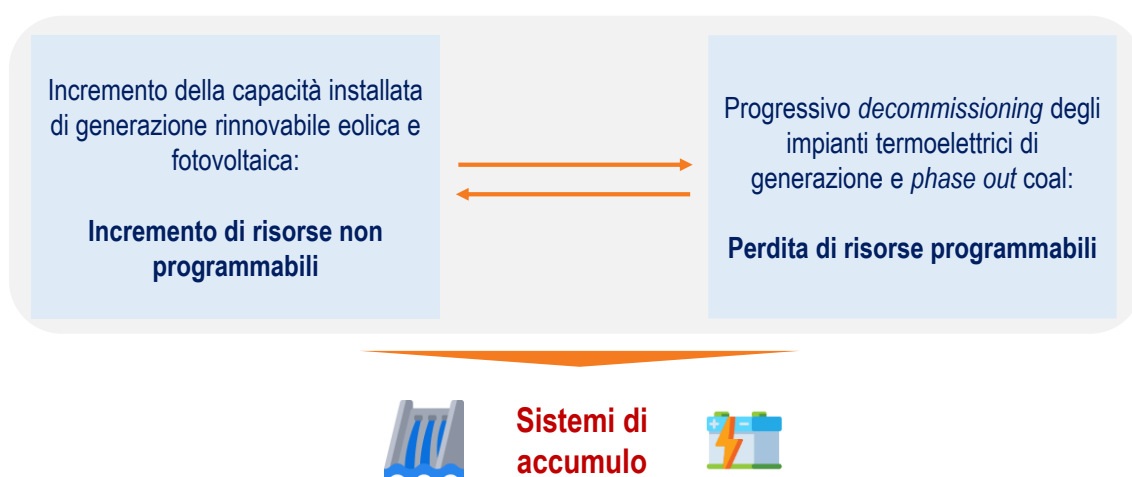 Incremento della capacità installata
di generazione rinnovabile eolica e
fotovoltaica:
Incremento di risorse non
programmabili
Progressivo decommissioning degli
impianti termoelettrici di
generazione e phase out coal:
Perdita di risorse programmabili
Sistemi di
accumulo